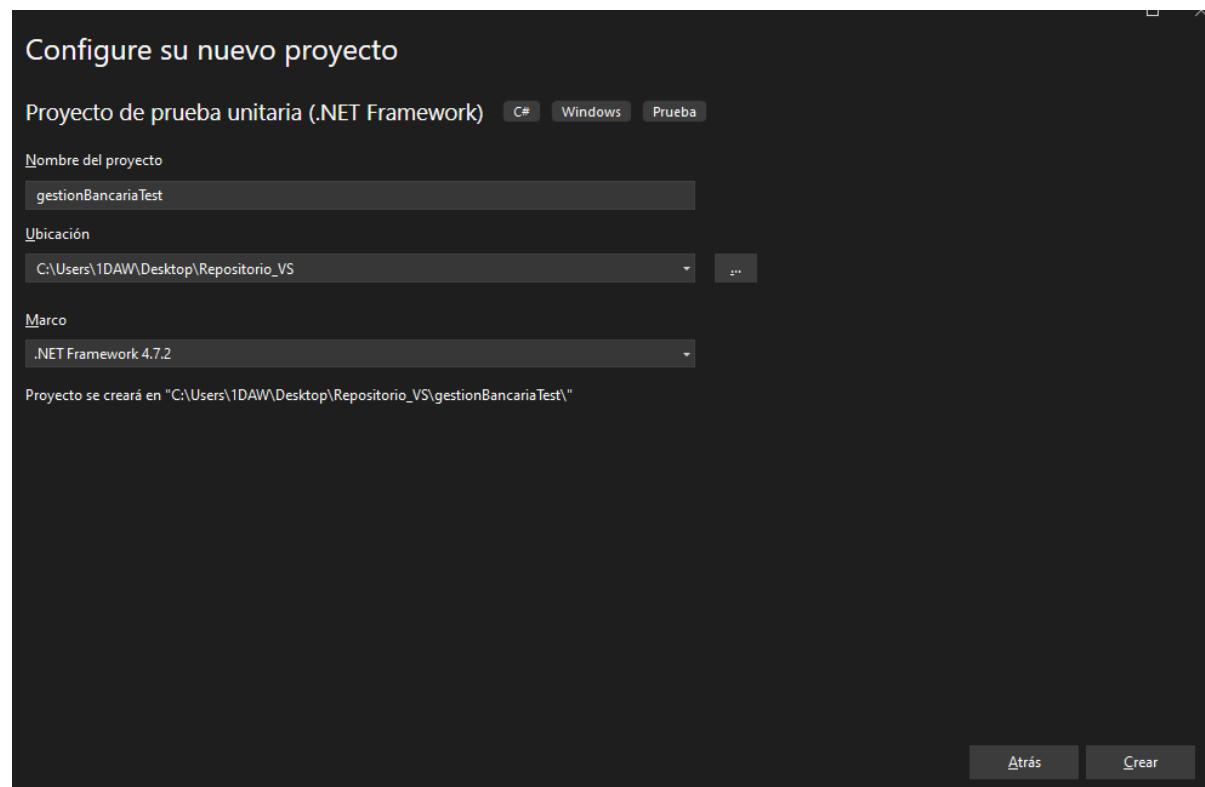 Configure su nuevo proyecto
Proyecto de prueba unitaria (.NET Framework) C# Windows Prueba
Nombre del proyecto
gestionBancariaTest
Ubicación
C:\Users\1DAW\Desktop\Repositorio_VS
...
Marco
.NET Framework 4.7.2
Proyecto se creará en "C:\Users\1DAW\Desktop\Repositorio_VS\gestionBancariaTest\"
Atrás Crear